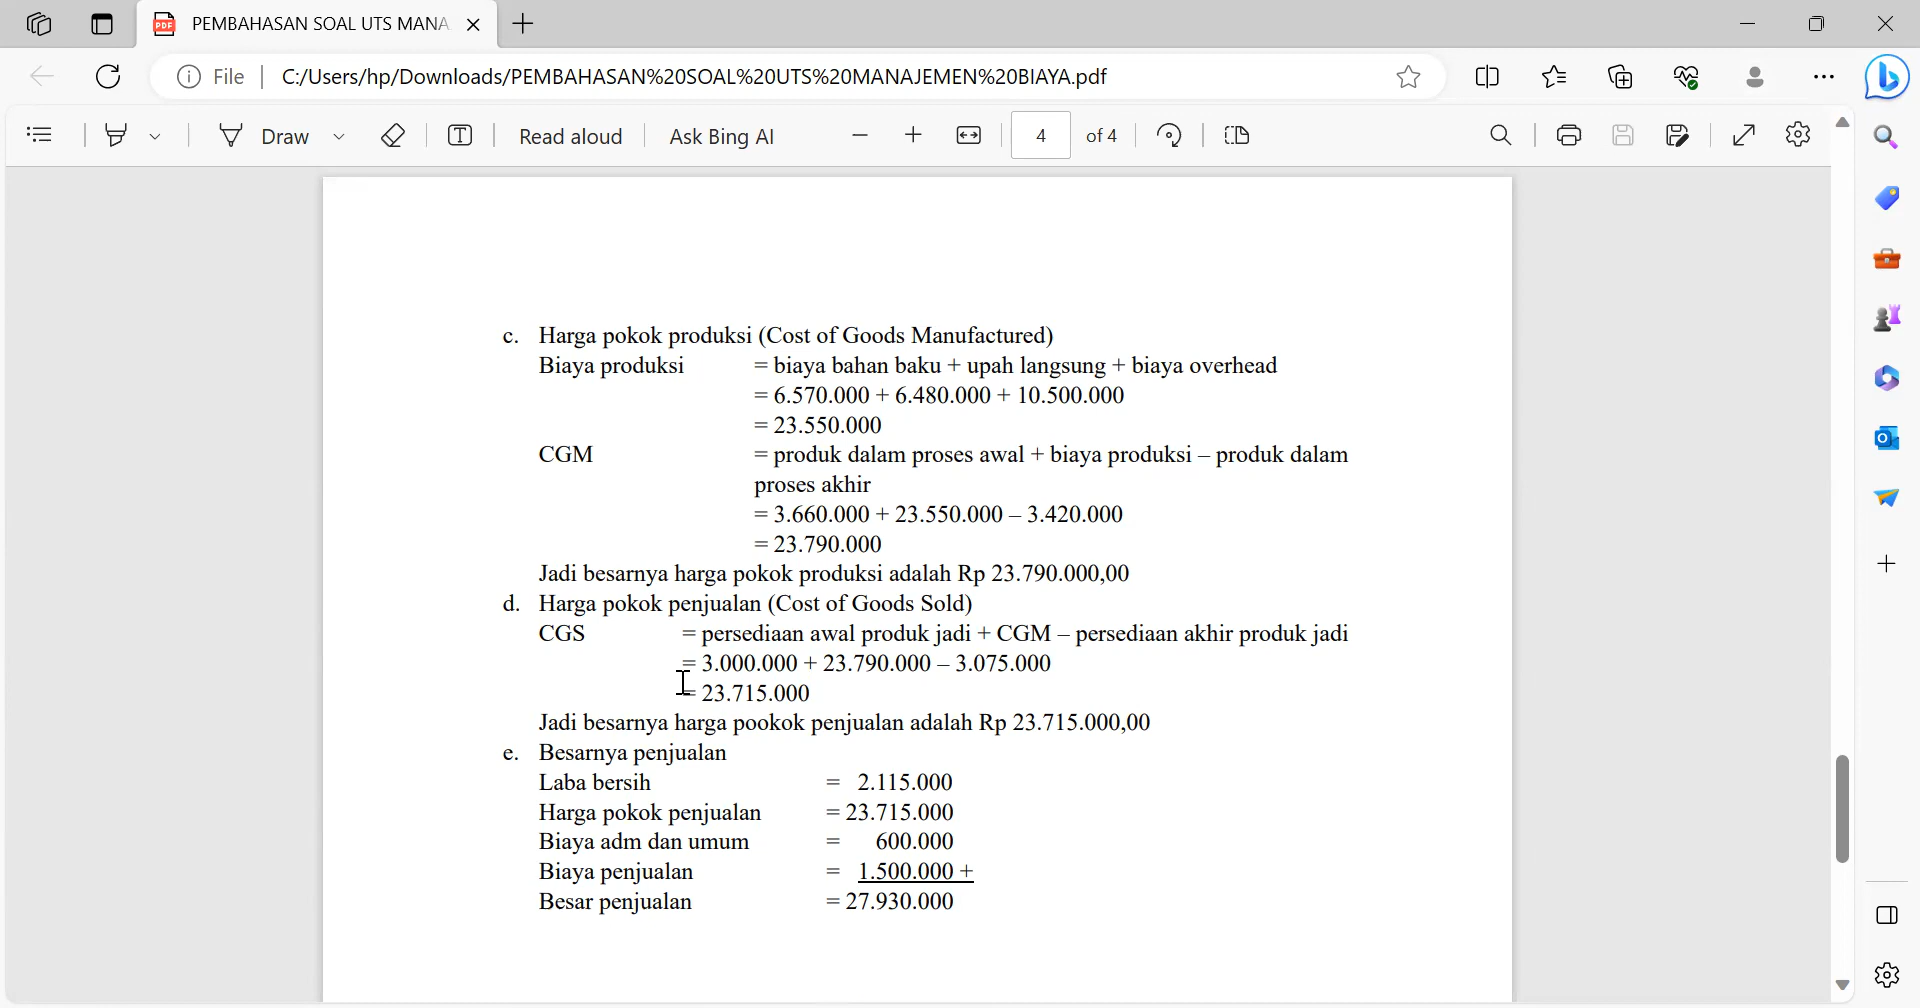 PEMBAHASAN SOAL UTS MANA
File C:/Users/hp/Downloads/PEMBAHASAN%20SOAL%20UTS%20MANAJEMEN%20BIAYA.pdf
Draw Read aloud Ask Bing AI 4 of 4
c. Harga pokok produksi (Cost of Goods Manufactured)
Biaya produksi = biaya bahan baku + upah langsung + biaya overhead
= 6.570.000 + 6.480.000 + 10.500.000
= 23.550.000
CGM = produk dalam proses awal + biaya produksi – produk dalam
proses akhir
= 3.660.000 + 23.550.000 – 3.420.000
= 23.790.000
Jadi besarnya harga pokok produksi adalah Rp 23.790.000,00
d. Harga pokok penjualan (Cost of Goods Sold)
CGS = persediaan awal produk jadi + CGM – persediaan akhir produk jadi
= 3.000.000 + 23.790.000 – 3.075.000
= 23.715.000
Jadi besarnya harga pookok penjualan adalah Rp 23.715.000,00
e. Besarnya penjualan
Laba bersih = 2.115.000
Harga pokok penjualan = 23.715.000
Biaya adm dan umum = 600.000
Biaya penjualan = 1.500.000 +
Besar penjualan = 27.930.000